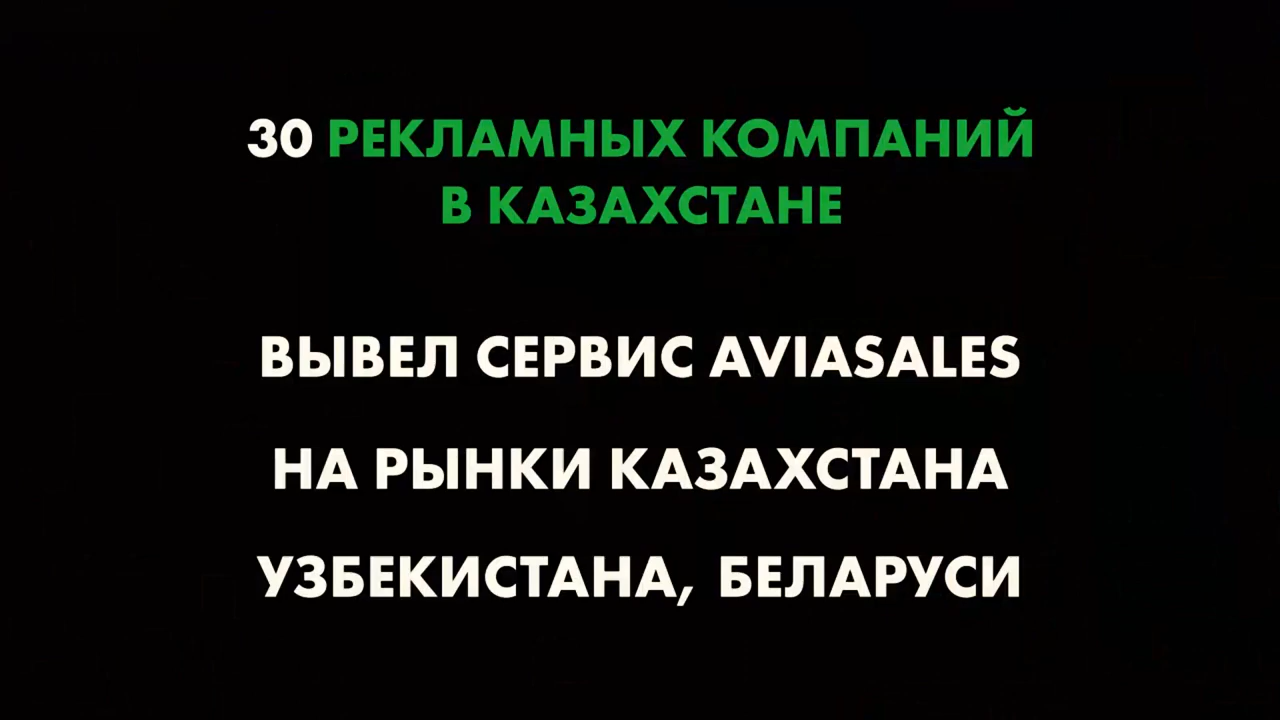 30 РЕКЛАМНЫХ КОМПАНИЙ
В КАЗАХСТАНЕ
ВЫВЕЛ СЕРВИС AVIASALES
НА РЫНКИ КАЗАХСТАНА
УЗБЕКИСТАНА, БЕЛАРУСИ